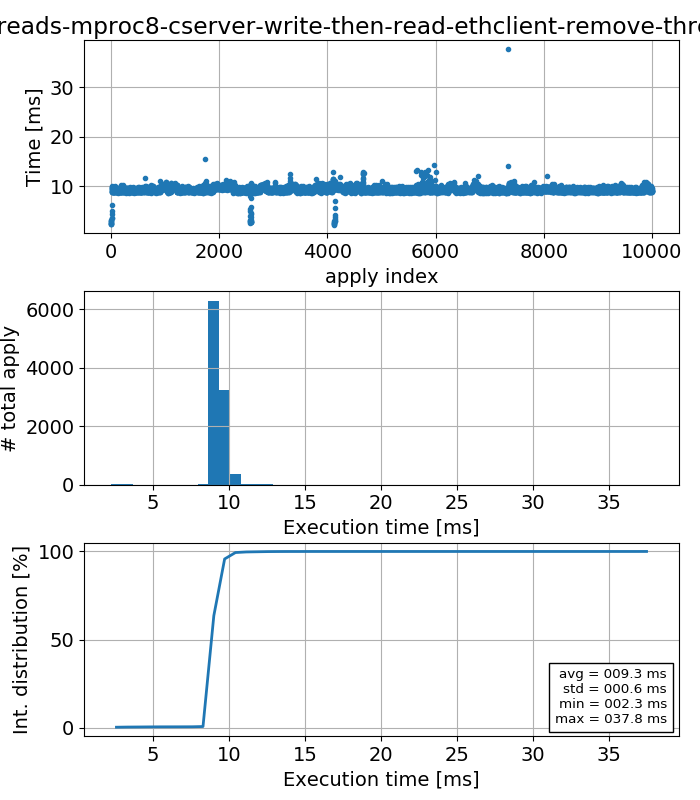 reads-mproc8-cserver-write-then-read-ethclient-remove-thre
Time [ms]
30
20
10
0 2000 4000 6000 8000 10000
apply index
# total apply
6000
4000
2000
0
5 10 15 20 25 30 35
Execution time [ms]
Int. distribution [%]
100
50
0
avg = 009.3 ms
std = 000.6 ms
min = 002.3 ms
max = 037.8 ms
5 10 15 20 25 30 35
Execution time [ms]